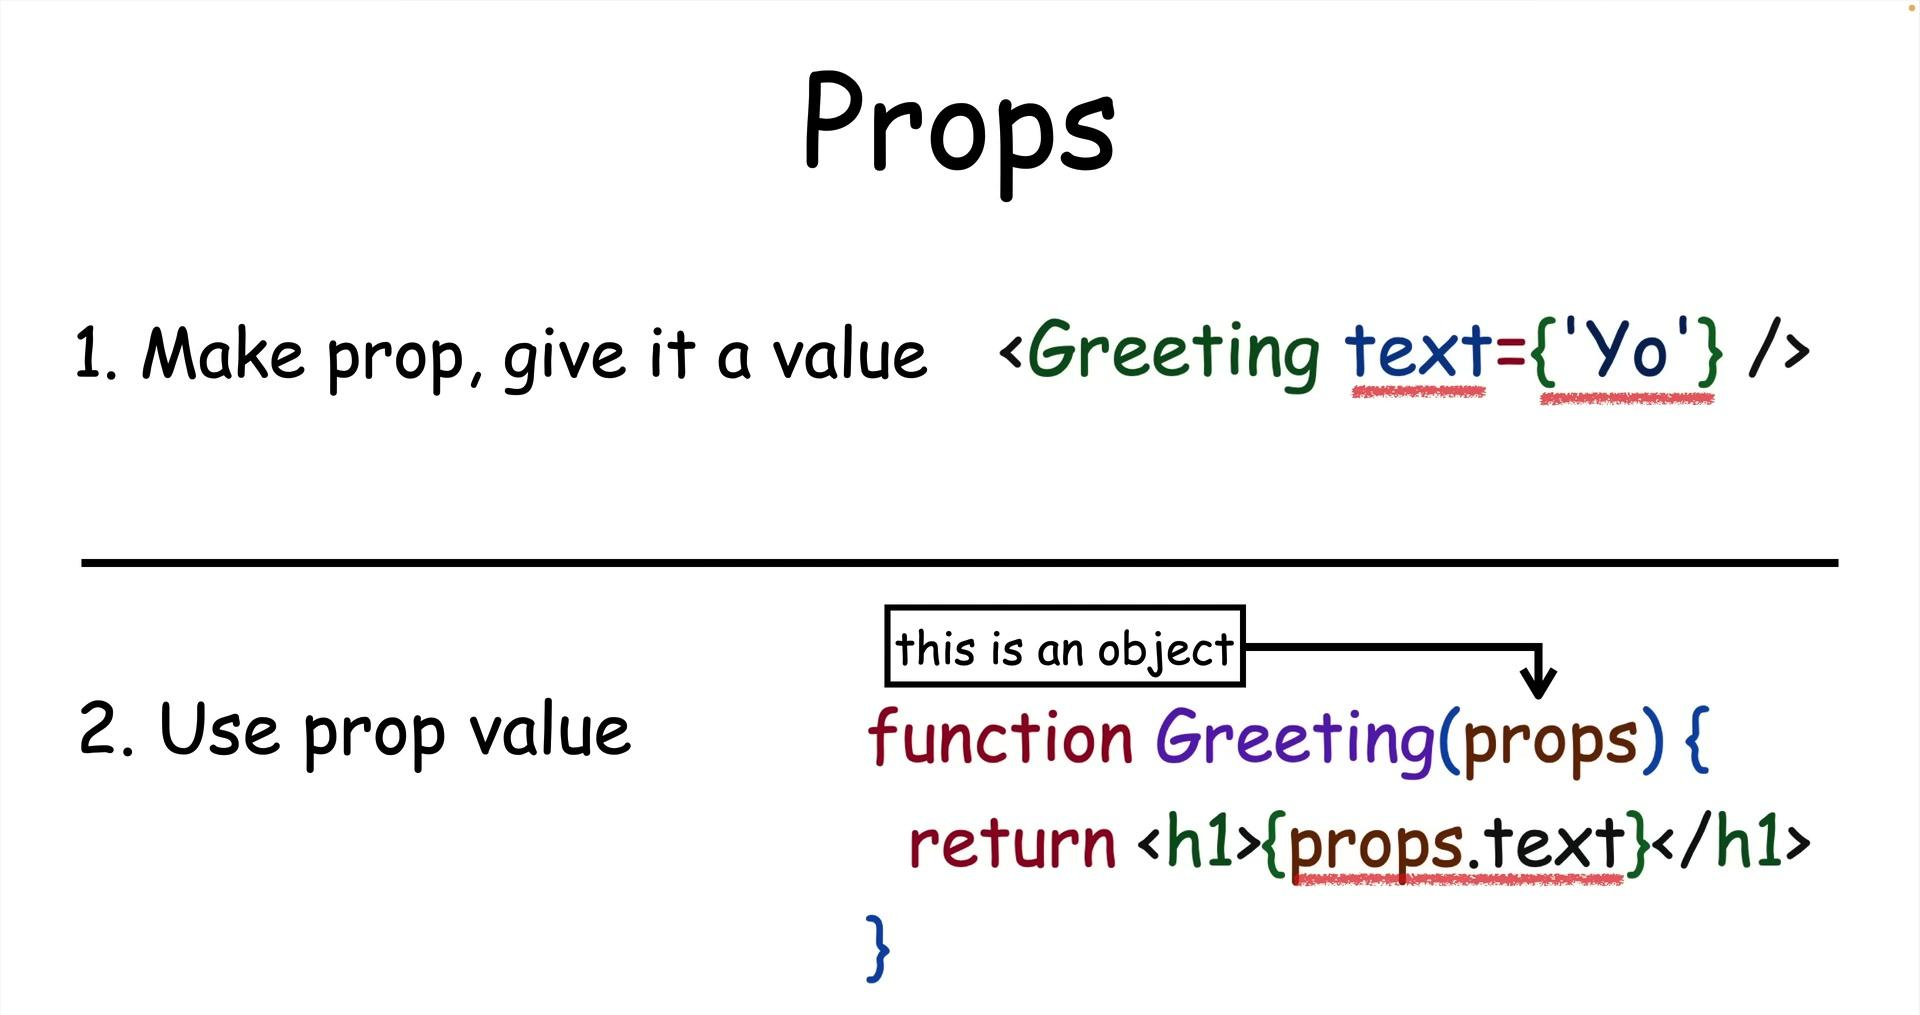 Props
1. Make prop, give it a value
<Greeting text={'Yo'} />
this is an object
2. Use prop value
function Greeting(props) {
return <h1>{props.text}</h1>
}